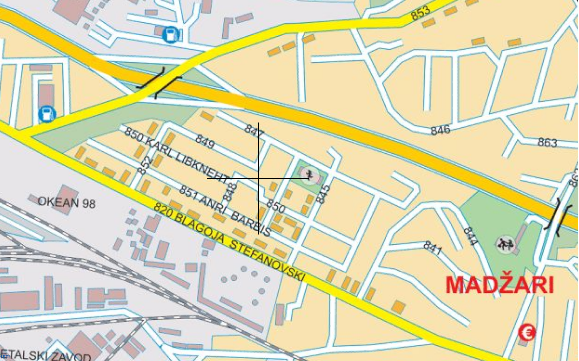 853
846
863
847
849
850 KARL LIBKNEHT
852
848
845
OKEAN 98
851 ANRI BARBIS
850
820 BLAGOJA STEFANOVSKI
841
844
MADŽARI
€
ETALSKI ZAVOD